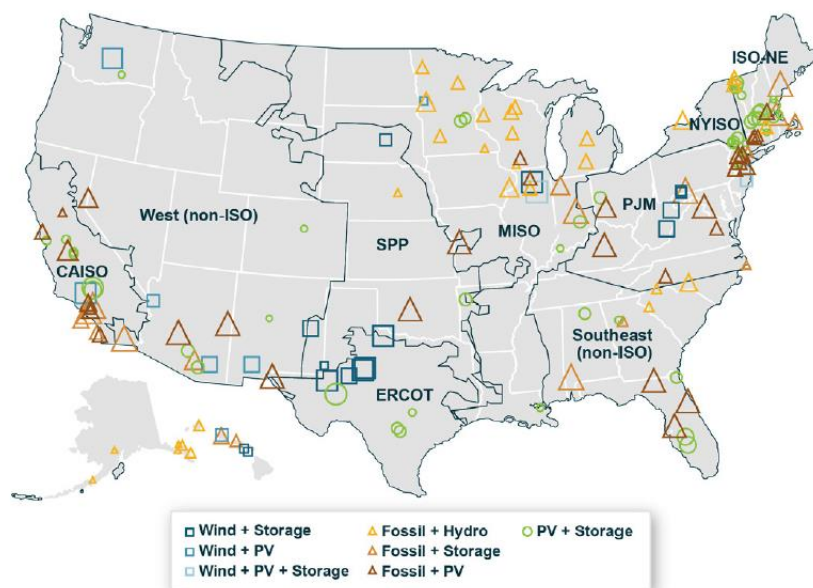 ISO-NE
NYISO
West (non-ISO)
PJM
SPP
MISO
CAISO
Southeast
(non-ISO)
ERCOT
Wind + Storage
Fossil + Hydro
PV + Storage
Wind + PV
Fossil + Storage
Wind + PV + Storage
Fossil + PV